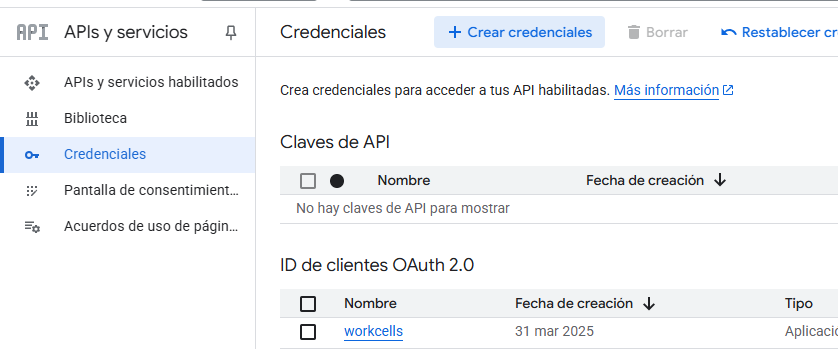 API APIs y servicios
Credenciales
Crear credenciales
Borrar
Restablecer cr
APIs y servicios habilitados
Biblioteca
Credenciales
Pantalla de consentimient...
Acuerdos de uso de págin...
Crea credenciales para acceder a tus API habilitadas. Más información
Claves de API
Nombre Fecha de creación
No hay claves de API para mostrar
ID de clientes OAuth 2.0
Nombre Fecha de creación Tipo
workcells 31 mar 2025 Aplicació